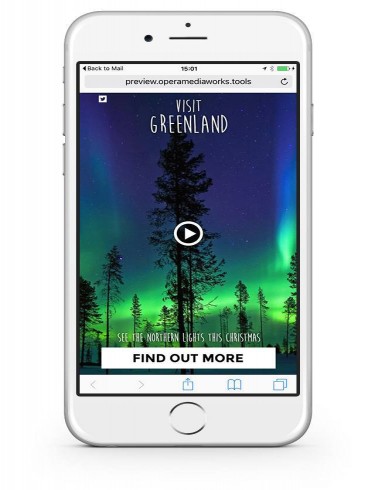 Back to Mail 15:01
preview.operamediaworks.tools
VISIT
GREENLAND
SEE THE NORTHERN LIGHTS THIS CHRISTMAS
FIND OUT MORE